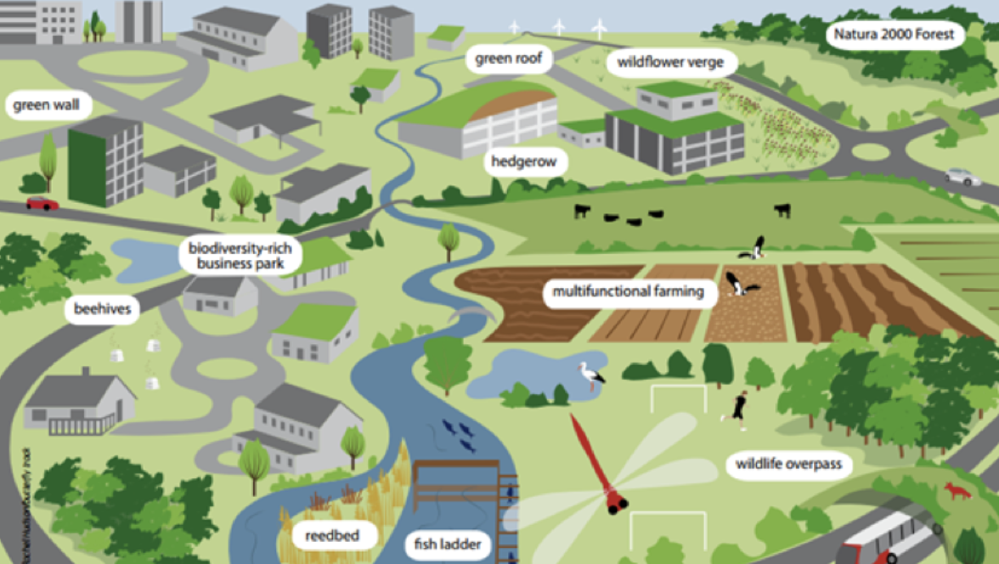 Natura 2000 Forest
green roof
wildflower verge
green wall
hedgerow
biodiversity-rich
business park
multifunctional farming
beehives
wildlife overpass
reedbed
fish ladder